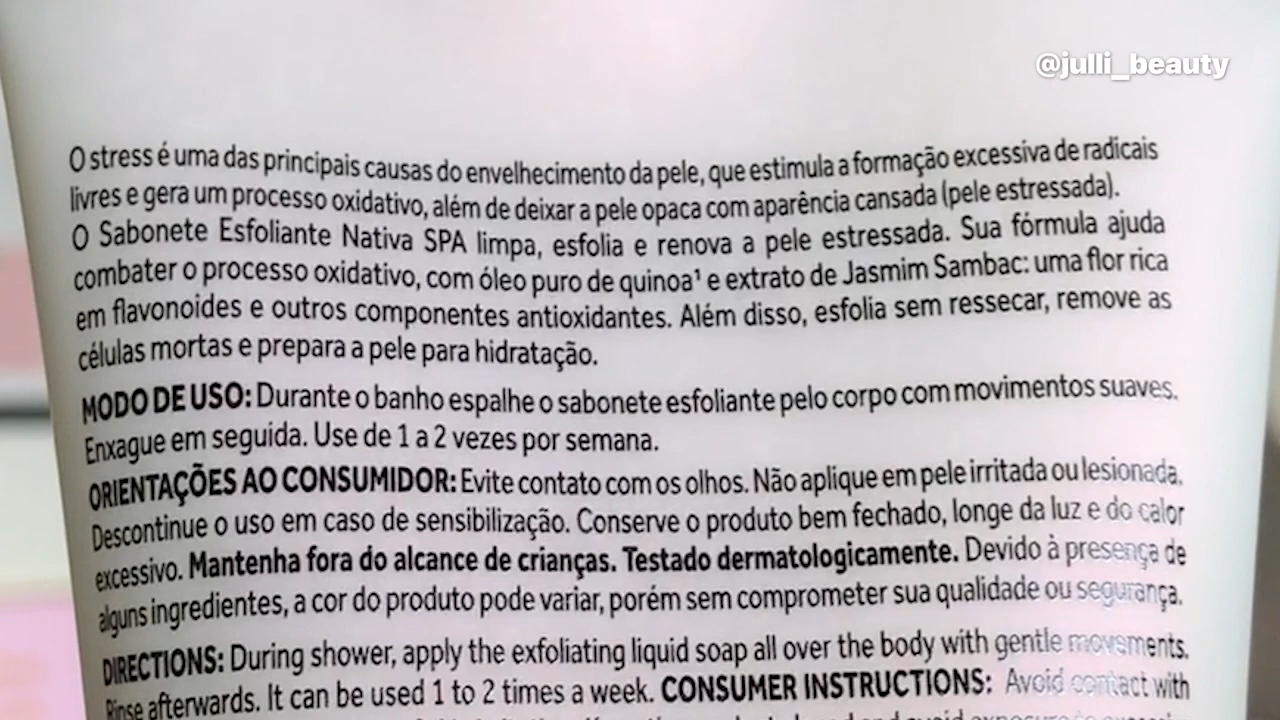 @julli_beauty
O stress é uma das principais causas do envelhecimento da pele, que estimula a formação excessiva de radicais
livres e gera um processo oxidativo, além de deixar a pele opaca com aparência cansada (pele estressada).
O Sabonete Esfoliante Nativa SPA limpa, esfolia e renova a pele estressada. Sua fórmula ajuda
combater o processo oxidativo, com óleo puro de quinoa¹ e extrato de Jasmim Sambac: uma flor rica
em flavonoides e outros componentes antioxidantes. Além disso, esfolia sem ressecar, remove as
células mortas e prepara a pele para hidratação.
MODO DE USO: Durante o banho espalhe o sabonete esfoliante pelo corpo com movimentos suaves.
Enxague em seguida. Use de 1 a 2 vezes por semana.
ORIENTAÇÕES AO CONSUMIDOR: Evite contato com os olhos. Não aplique em pele irritada ou lesionada.
Descontinue o uso em caso de sensibilização. Conserve o produto bem fechado, longe da luz e do calor
excessivo. Mantenha fora do alcance de crianças. Testado dermatologicamente. Devido à presença de
alguns ingredientes, a cor do produto pode variar, porém sem comprometer sua qualidade ou segurança.
DIRECTIONS: During shower, apply the exfoliating liquid soap all over the body with gentle movements.
Rinse afterwards. It can be used 1 to 2 times a week. CONSUMER INSTRUCTIONS: Avoid contact with